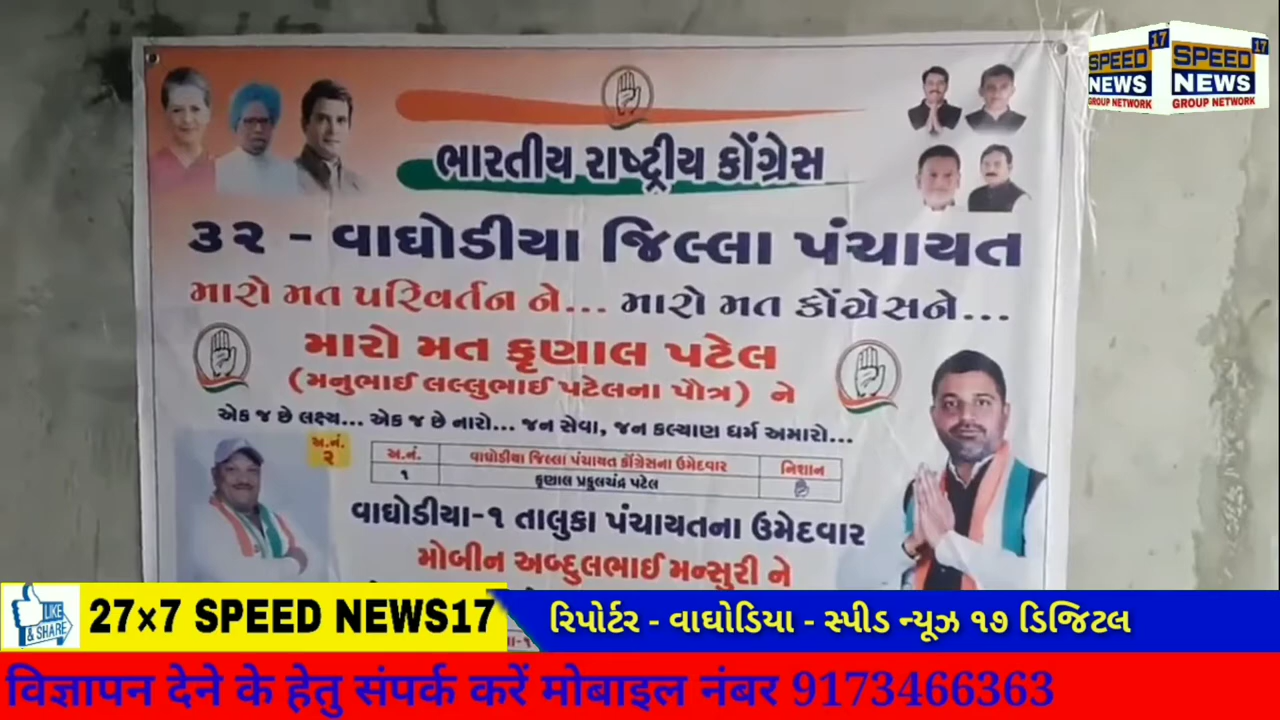 SPEED NEWS 17 GROUP NETWORK
SPEED NEWS 17 GROUP NETWORK
ભારતીય રાષ્ટ્રીય કોંગ્રેસ
૩૨ - વાઘોડીયા જિલ્લા પંચાયત
મારો મત પરિવર્તન ને... મારો મત કોંગ્રેસને...
મારો મત કૃણાલ પટેલ
(મનુભાઈ લલ્લુભાઈ પટેલના પૌત્ર) ને
એક જ છે લક્ષ્ય... એક જ છે નારો... જન સેવા, જન કલ્યાણ ધર્મ અમારો...
અ.નં. ૨
અ.નં. વાઘોડીયા જિલ્લા પંચાયત કોંગ્રેસના ઉમેદવાર નિશાન
૧ કૃણાલ પ્રફુલચંદ્ર પટેલ
વાઘોડીયા-૧ તાલુકા પંચાયતના ઉમેદવાર
મોબીન અબ્દુલભાઈ મન્સુરી ને
LIKE & SHARE
27×7 SPEED NEWS17
રિપોર્ટર - વાઘોડિયા - સ્પીડ ન્યૂઝ ૧૭ ડિજિટલ
विज्ञापन देने के हेतु संपर्क करें मोबाइल नंबर 9173466363